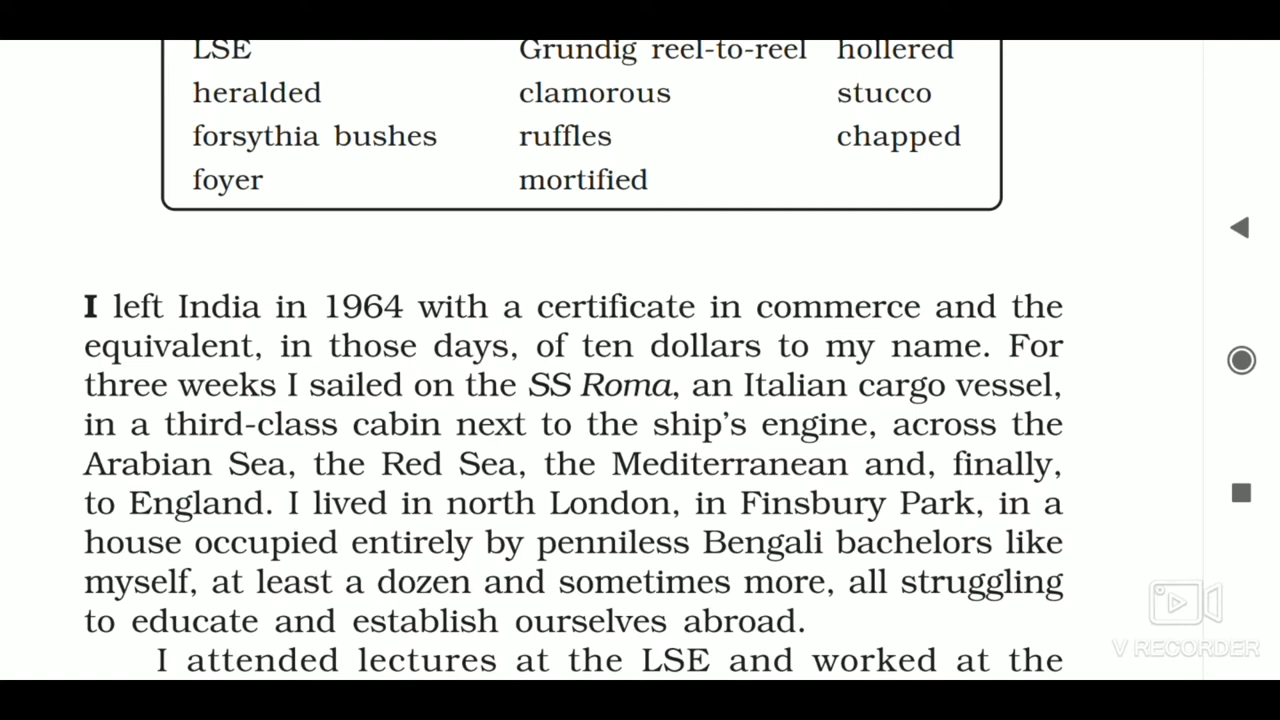 LSE Grundig reel-to-reel hollered
heralded clamorous stucco
forsythia bushes ruffles chapped
foyer mortified
I left India in 1964 with a certificate in commerce and the
equivalent, in those days, of ten dollars to my name. For
three weeks I sailed on the SS Roma, an Italian cargo vessel,
in a third-class cabin next to the ship's engine, across the
Arabian Sea, the Red Sea, the Mediterranean and, finally,
to England. I lived in north London, in Finsbury Park, in a
house occupied entirely by penniless Bengali bachelors like
myself, at least a dozen and sometimes more, all struggling
to educate and establish ourselves abroad.
I attended lectures at the LSE and worked at the
V RECORDER